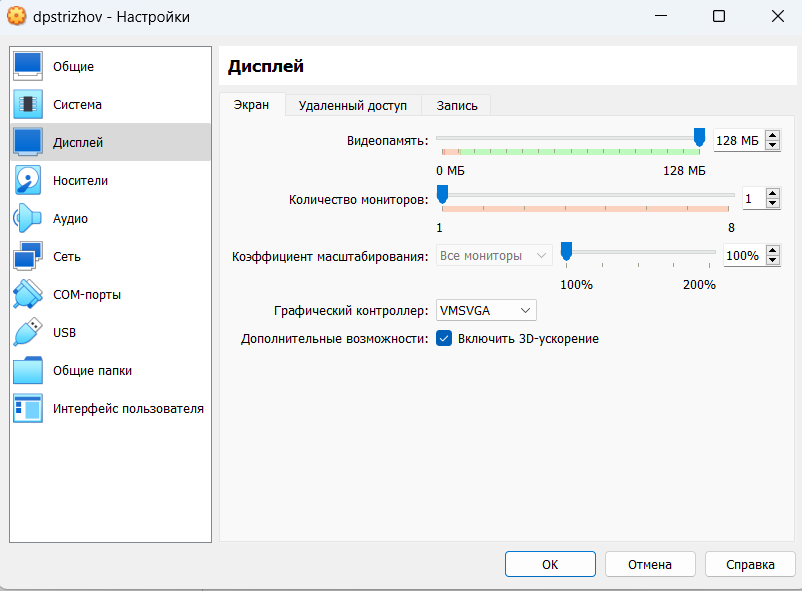 dpstrizhov - Настройки
Общие
Система
Дисплей
Носители
Аудио
Сеть
COM-порты
USB
Общие папки
Интерфейс пользователя
Дисплей
Экран Удаленный доступ Запись
Видеопамять: 128 МБ
0 МБ 128 МБ
Количество мониторов: 1
1 8
Коэффициент масштабирования: Все мониторы 100%
100% 200%
Графический контроллер: VMSVGA
Дополнительные возможности: Включить 3D-ускорение
ОК Отмена Справка